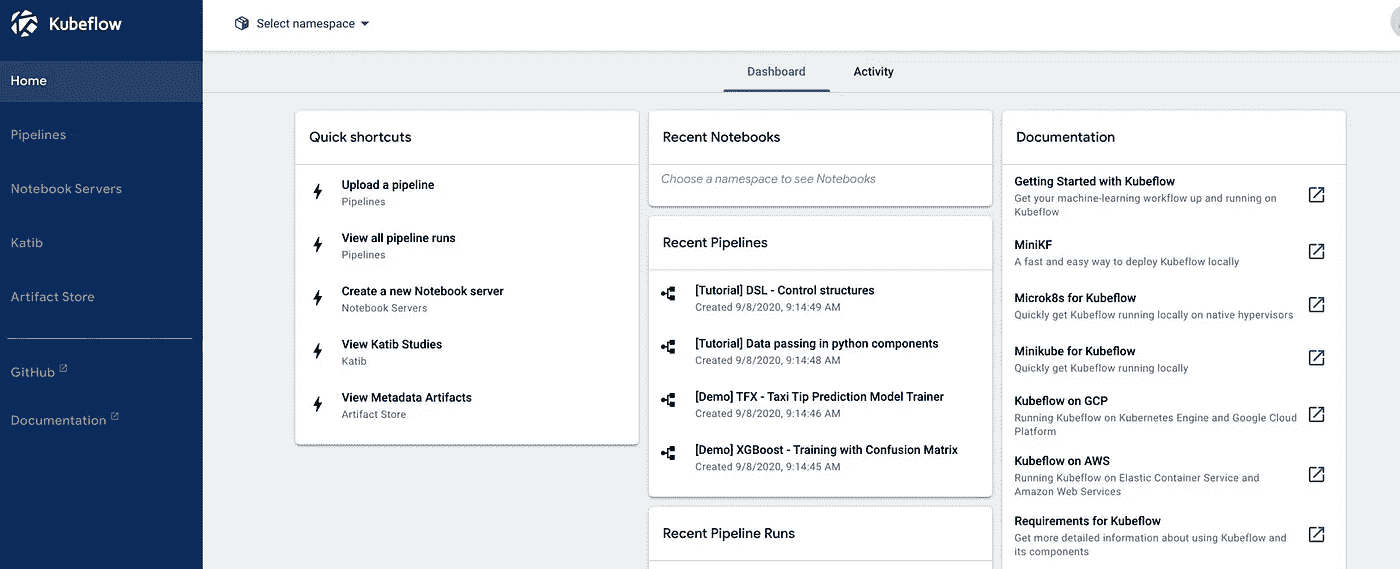 Kubeflow
Home
Pipelines
Notebook Servers
Katib
Artifact Store
GitHub
Documentation
Select namespace
Dashboard
Activity
Quick shortcuts
Upload a pipeline
Pipelines
View all pipeline runs
Pipelines
Create a new Notebook server
Notebook Servers
View Katib Studies
Katib
View Metadata Artifacts
Artifact Store
Recent Notebooks
Choose a namespace to see Notebooks
Recent Pipelines
[Tutorial] DSL - Control structures
Created 9/8/2020, 9:14:49 AM
[Tutorial] Data passing in python components
Created 9/8/2020, 9:14:48 AM
[Demo] TFX - Taxi Tip Prediction Model Trainer
Created 9/8/2020, 9:14:46 AM
[Demo] XGBoost - Training with Confusion Matrix
Created 9/8/2020, 9:14:45 AM
Recent Pipeline Runs
Documentation
Getting Started with Kubeflow
Get your machine-learning workflow up and running on
Kubeflow
MiniKF
A fast and easy way to deploy Kubeflow locally
Microk8s for Kubeflow
Quickly get Kubeflow running locally on native hypervisors
Minikube for Kubeflow
Quickly get Kubeflow running locally
Kubeflow on GCP
Running Kubeflow on Kubernetes Engine and Google Cloud
Platform
Kubeflow on AWS
Running Kubeflow on Elastic Container Service and
Amazon Web Services
Requirements for Kubeflow
Get more detailed information about using Kubeflow and
its components